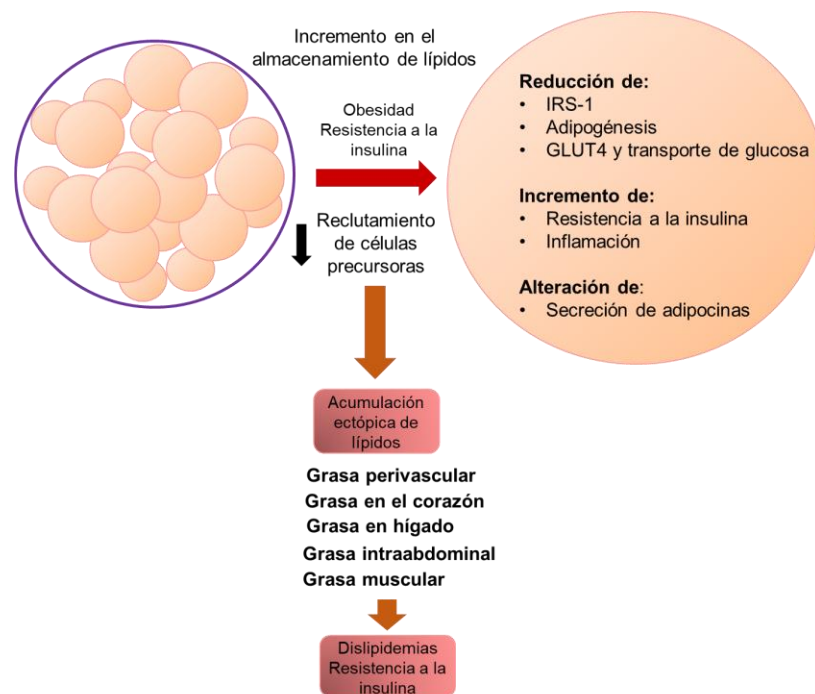 Incremento en el
almacenamiento de lípidos
Obesidad
Resistencia a la
insulina
Reclutamiento
de células
precursoras
Reducción de:
• IRS-1
• Adipogénesis
• GLUT4 y transporte de glucosa
Incremento de:
• Resistencia a la insulina
• Inflamación
Alteración de:
• Secreción de adipocinas
Acumulación
ectópica de
lípidos
Grasa perivascular
Grasa en el corazón
Grasa en hígado
Grasa intraabdominal
Grasa muscular
Dislipidemias
Resistencia a la
insulina